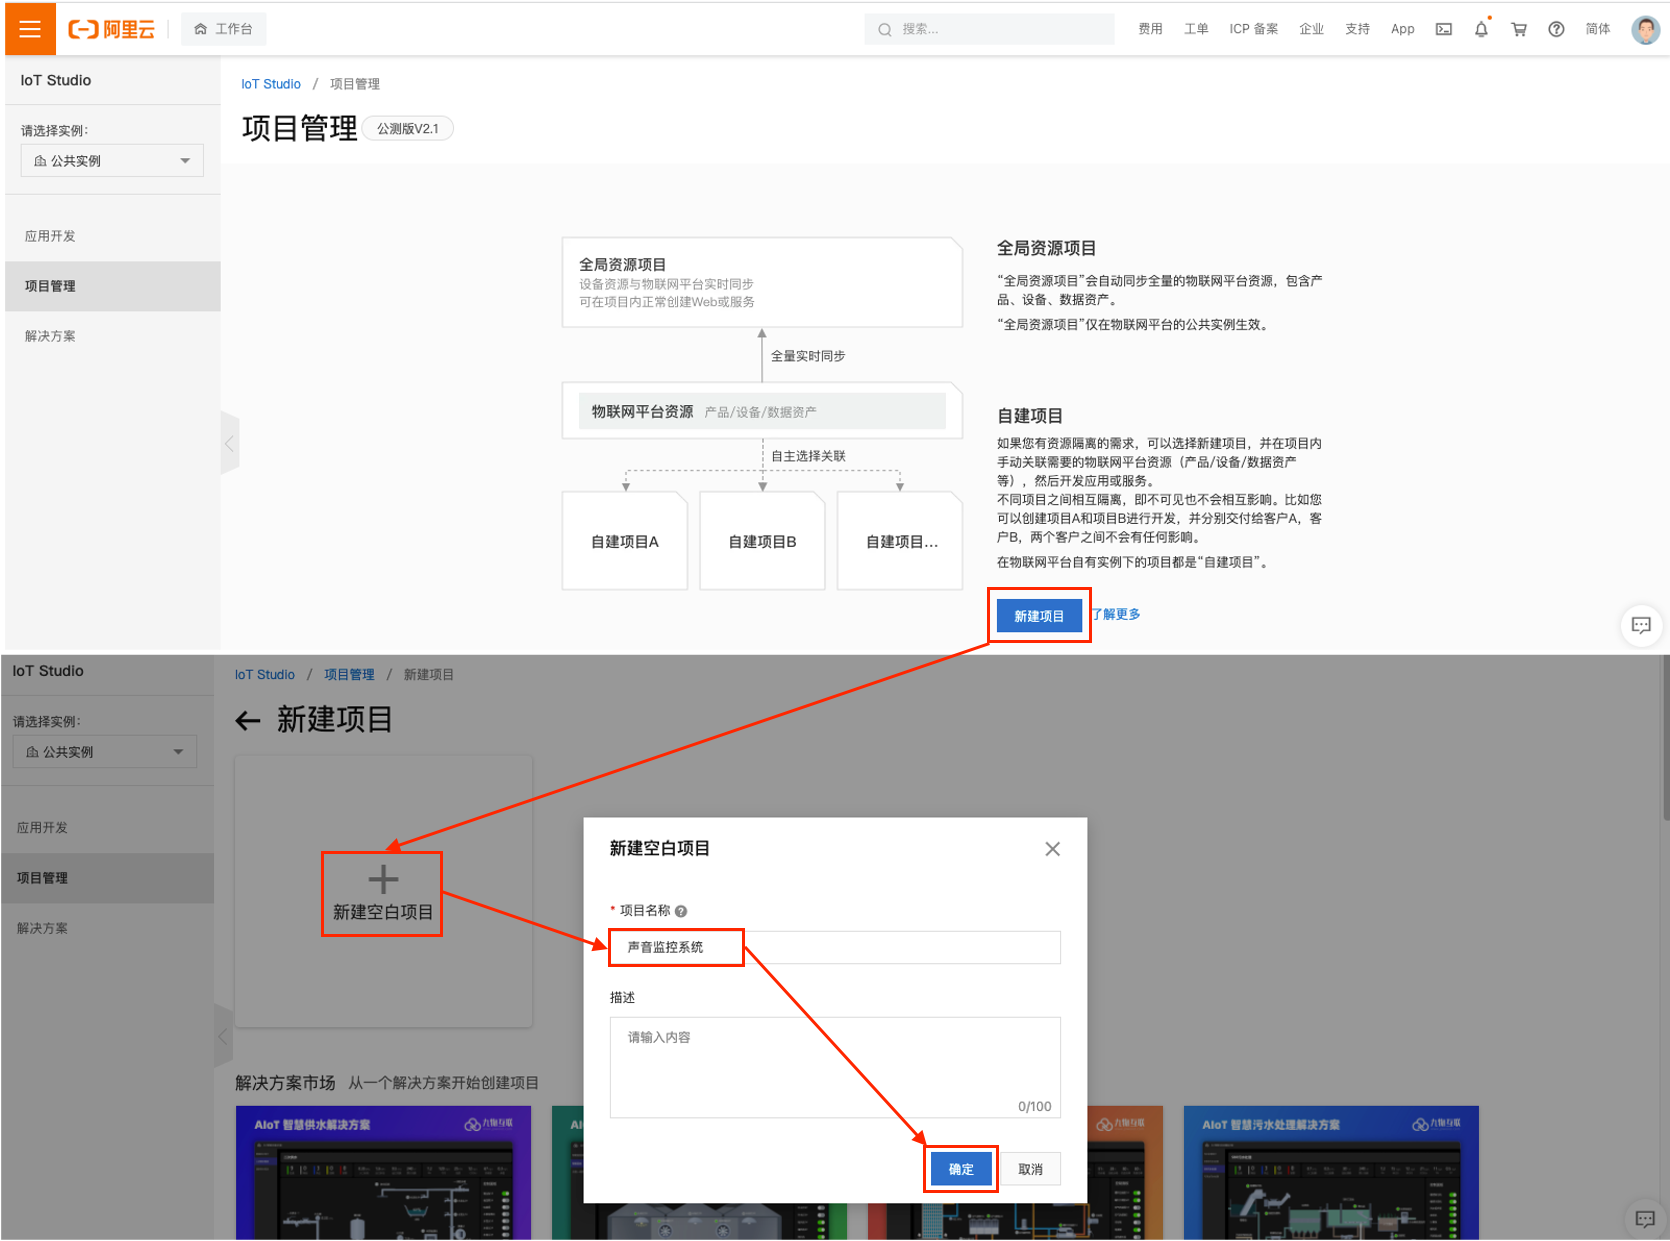 阿里云
工作台
搜索...
费用
工单
ICP 备案
企业
支持
App
简体
IoT Studio
请选择实例：
公共实例
应用开发
项目管理
解决方案
IoT Studio / 项目管理
项目管理
公测版V2.1
全局资源项目
设备资源与物联网平台实时同步
可在项目内正常创建Web或服务
全量实时同步
物联网平台资源 产品/设备/数据资产
自主选择关联
自建项目A
自建项目B
自建项目...
全局资源项目
“全局资源项目”会自动同步全量的物联网平台资源，包含产
品、设备、数据资产。
“全局资源项目”仅在物联网平台的公共实例生效。
自建项目
如果您有资源隔离的需求，可以选择新建项目，并在项目内
手动关联需要的物联网平台资源（产品/设备/数据资产
等），然后开发应用或服务。
不同项目之间相互隔离，即不可见也不会相互影响。比如您
可以创建项目A和项目B进行开发，并分别交付给客户A，客
户B，两个客户之间不会有任何影响。
在物联网平台自有实例下的项目都是“自建项目”。
新建项目
了解更多
IoT Studio
请选择实例：
公共实例
应用开发
项目管理
解决方案
IoT Studio / 项目管理 / 新建项目
新建项目
新建空白项目
新建空白项目
* 项目名称
声音监控系统
描述
请输入内容
0/100
确定
取消
解决方案市场 从一个解决方案开始创建项目
AIoT 智慧供水解决方案
九物互联
AIoT 智慧污水处理解决方案
九物互联